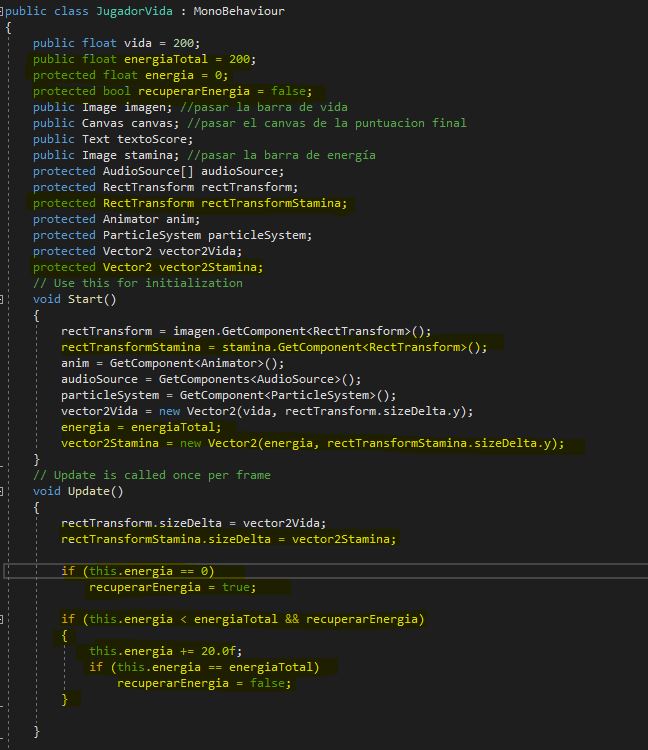 public class JugadorVida : MonoBehaviour
{
public float vida = 200;
public float energiaTotal = 200;
protected float energia = 0;
protected bool recuperarEnergia = false;
public Image imagen; //pasar la barra de vida
public Canvas canvas; //pasar el canvas de la puntuacion final
public Text textoScore;
public Image stamina; //pasar la barra de energía
protected AudioSource[] audioSource;
protected RectTransform rectTransform;
protected RectTransform rectTransformStamina;
protected Animator anim;
protected ParticleSystem particleSystem;
protected Vector2 vector2Vida;
protected Vector2 vector2Stamina;
// Use this for initialization
void Start()
{
rectTransform = imagen.GetComponent<RectTransform>();
rectTransformStamina = stamina.GetComponent<RectTransform>();
anim = GetComponent<Animator>();
audioSource = GetComponents<AudioSource>();
particleSystem = GetComponent<ParticleSystem>();
vector2Vida = new Vector2(vida, rectTransform.sizeDelta.y);
energia = energiaTotal;
vector2Stamina = new Vector2(energia, rectTransformStamina.sizeDelta.y);
}
// Update is called once per frame
void Update()
{
rectTransform.sizeDelta = vector2Vida;
rectTransformStamina.sizeDelta = vector2Stamina;
if (this.energia == 0)
recuperarEnergia = true;
if (this.energia < energiaTotal && recuperarEnergia)
{
this.energia += 20.0f;
if (this.energia == energiaTotal)
recuperarEnergia = false;
}
}